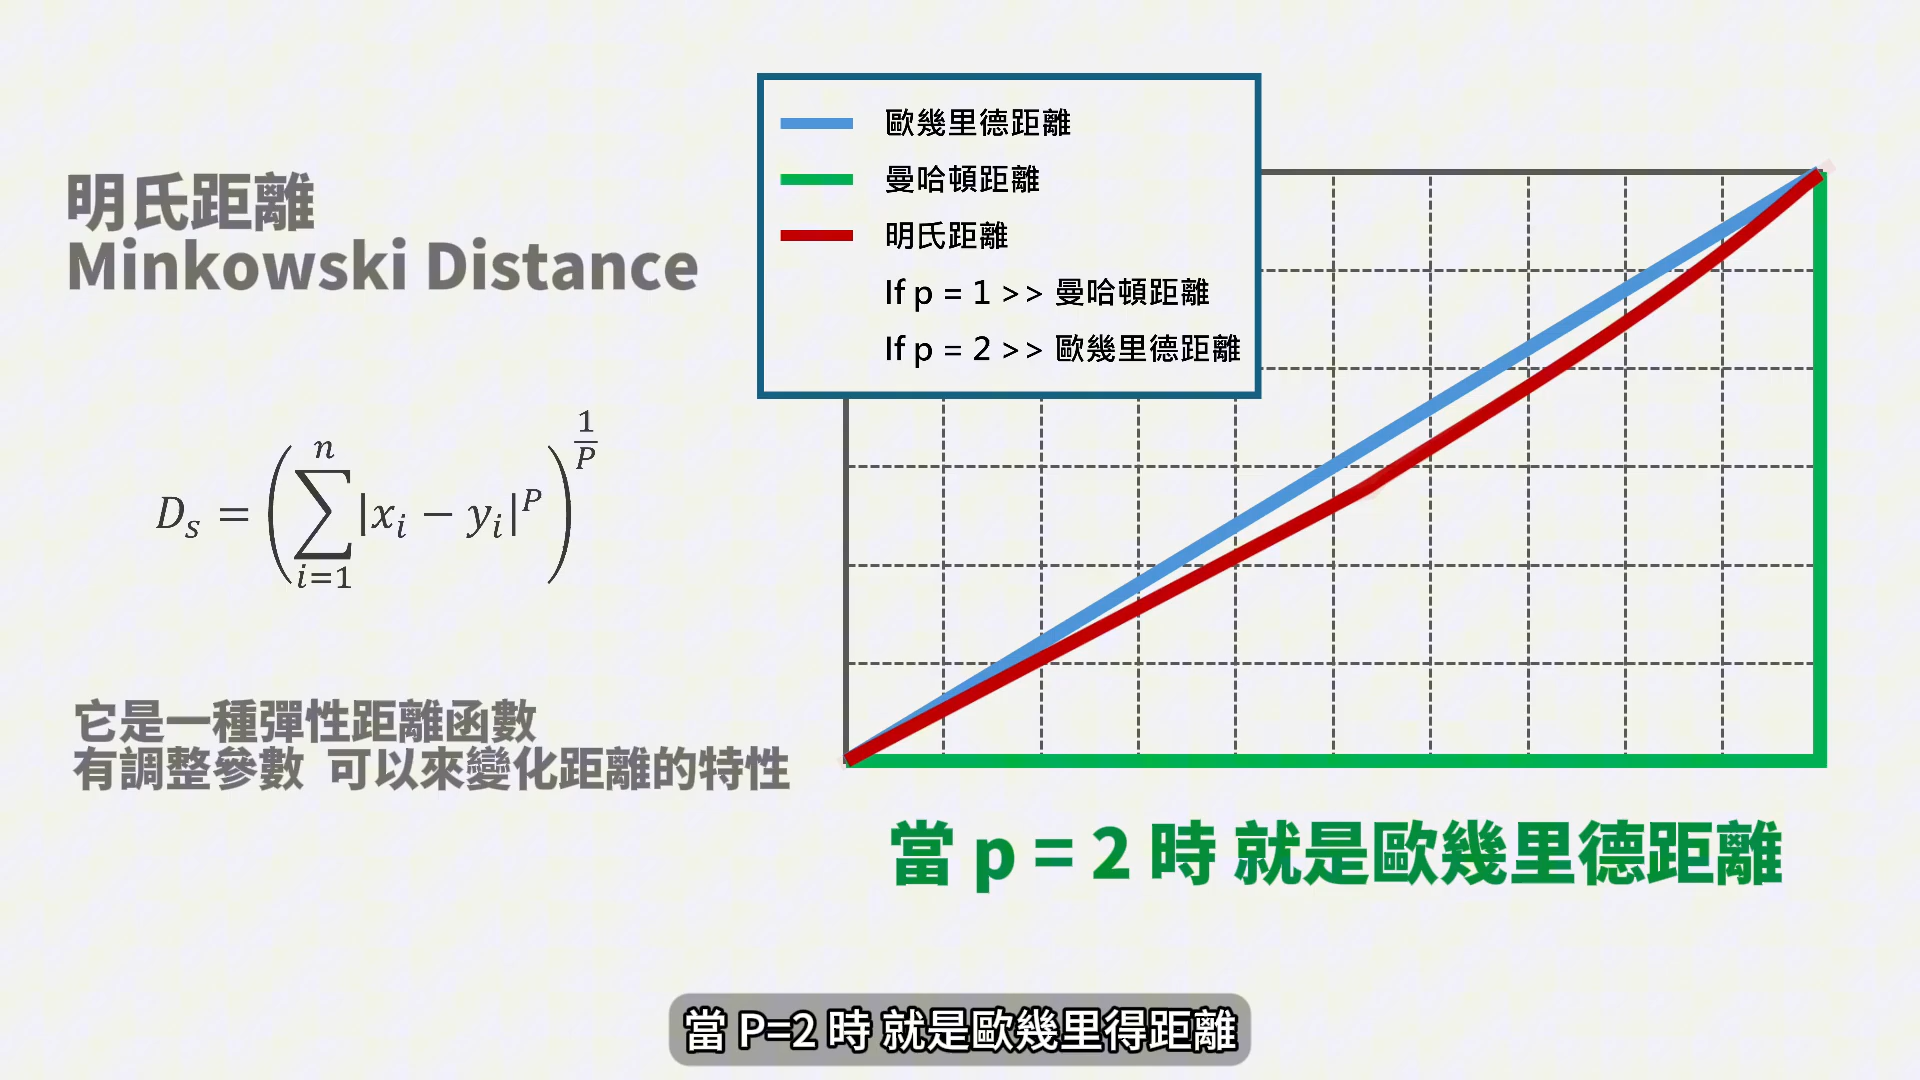 明氏距離
Minkowski Distance
D_s = (∑_{i=1}^{n} |x_i − y_i|^P)^{1/P}
它是一種彈性距離函數
有調整參數 可以來變化距離的特性
歐幾里德距離
曼哈頓距離
明氏距離
If p = 1 >> 曼哈頓距離
If p = 2 >> 歐幾里德距離
當 p = 2 時 就是歐幾里德距離
當 P=2 時 就是歐幾里得距離